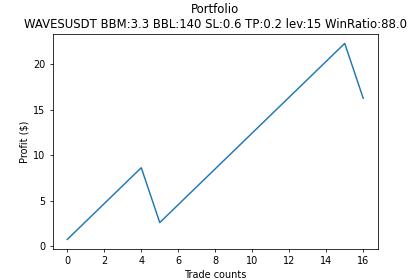 Portfolio
WAVESUSDT BBM:3.3 BBL:140 SL:0.6 TP:0.2 lev:15 WinRatio:88.0
20
15
10
5
0
Profit ($)
0 2 4 6 8 10 12 14 16
Trade counts